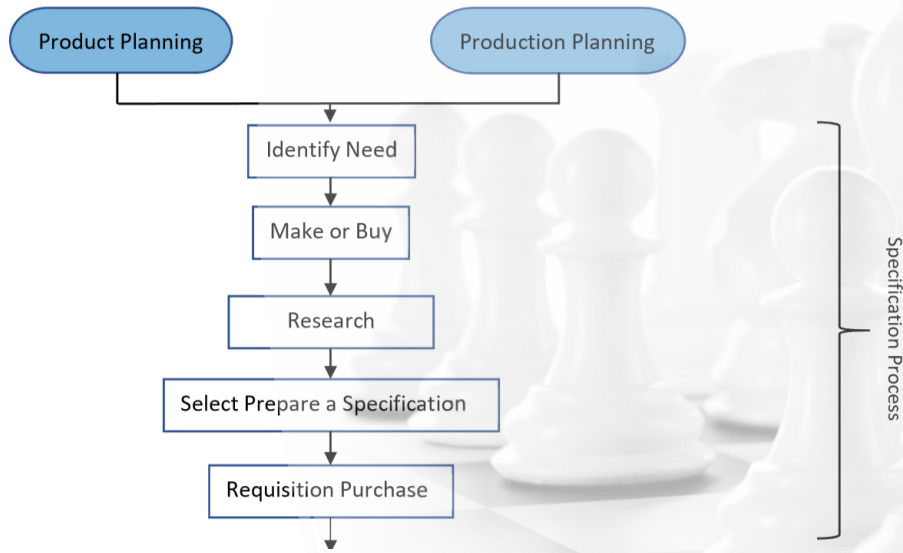 Product Planning
Production Planning
Identify Need
Make or Buy
Research
Select Prepare a Specification
Requisition Purchase
Specification Process